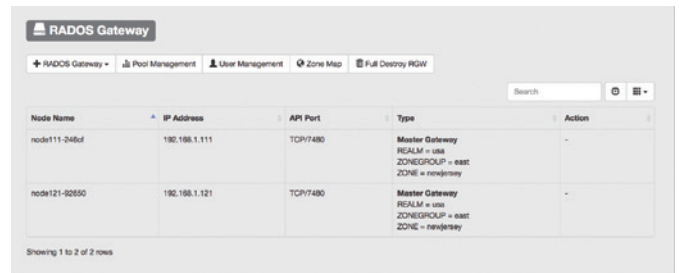 RADOS Gateway
+ RADOS Gateway Pool Management User Management Zone Map Full Destroy RGW
Search
Node Name IP Address API Port Type Action
node111-246cf 192.168.1.111 TCP/7480 Master Gateway -
REALM = usa
ZONEGROUP = east
ZONE = newjersey
node121-92650 192.168.1.121 TCP/7480 Master Gateway -
REALM = usa
ZONEGROUP = east
ZONE = newjersey
Showing 1 to 2 of 2 rows